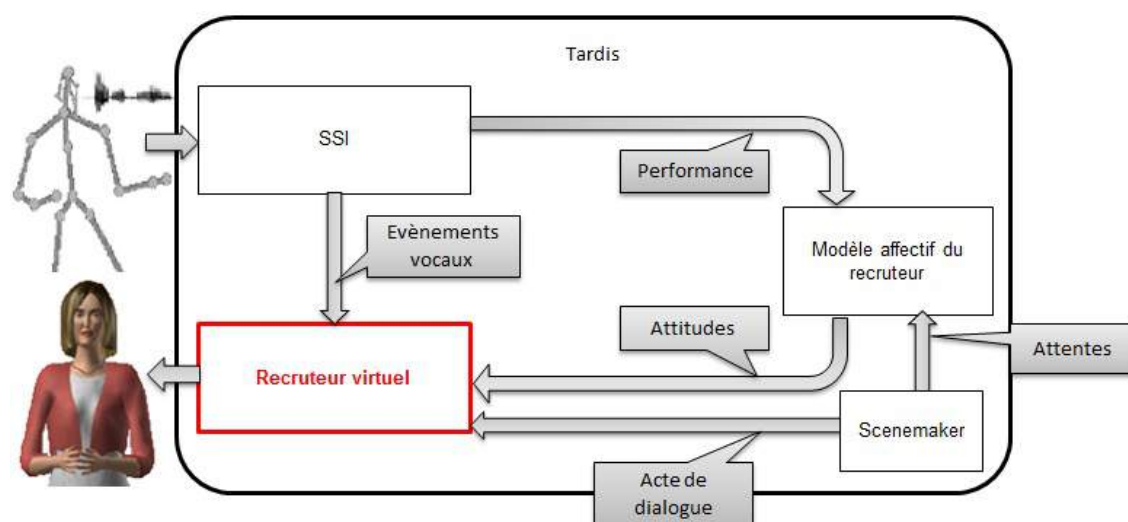 Tardis
SSI
Performance
Evènements
vocaux
Modèle affectif du
recruteur
Attitudes
Attentes
Recruteur virtuel
Scenemaker
Acte de
dialogue